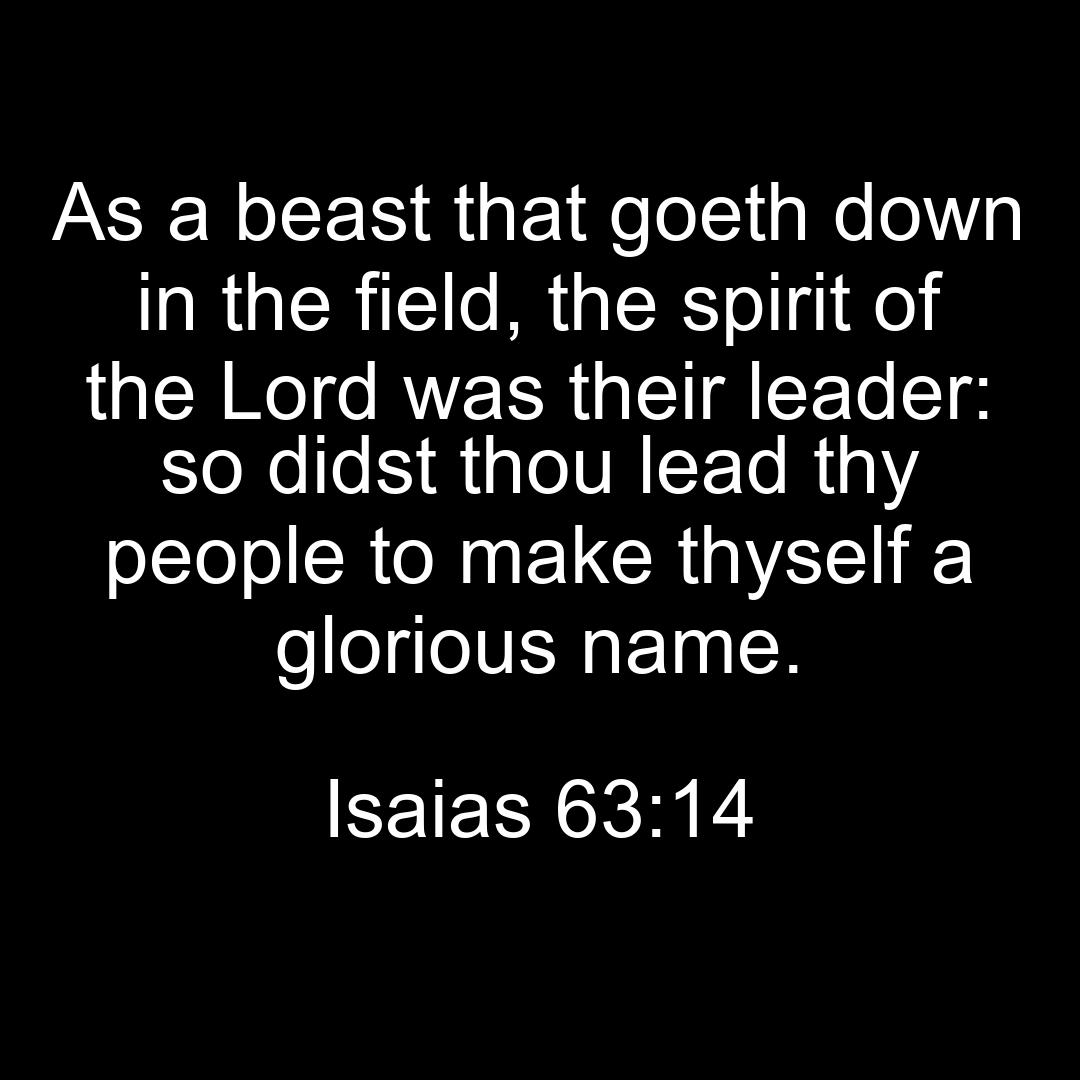 As a beast that goeth down
in the field, the spirit of
the Lord was their leader:
so didst thou lead thy
people to make thyself a
glorious name.
Isaias 63:14